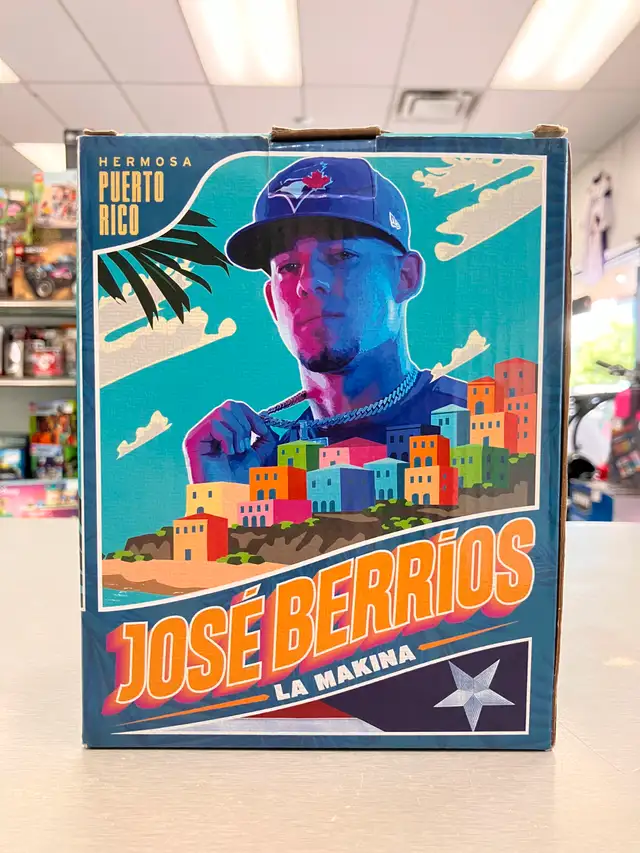 HERMOSA
PUERTO
RICO
JOSÉ BERRÍOS
LA MAKINA